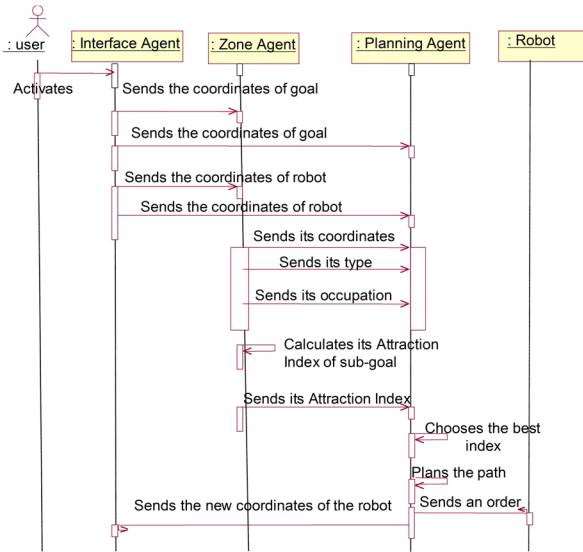 : user
: Interface Agent
: Zone Agent
: Planning Agent
: Robot
Activates
Sends the coordinates of goal
Sends the coordinates of goal
Sends the coordinates of robot
Sends the coordinates of robot
Sends its coordinates
Sends its type
Sends its occupation
Calculates its Attraction
Index of sub-goal
Sends its Attraction Index
Chooses the best
index
Plans the path
Sends an order
Sends the new coordinates of the robot